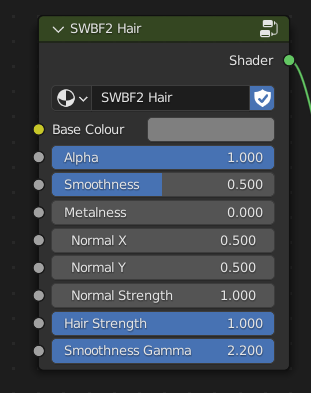 SWBF2 Hair
Shader
SWBF2 Hair
Base Colour
Alpha 1.000
Smoothness 0.500
Metalness 0.000
Normal X 0.500
Normal Y 0.500
Normal Strength 1.000
Hair Strength 1.000
Smoothness Gamma 2.200